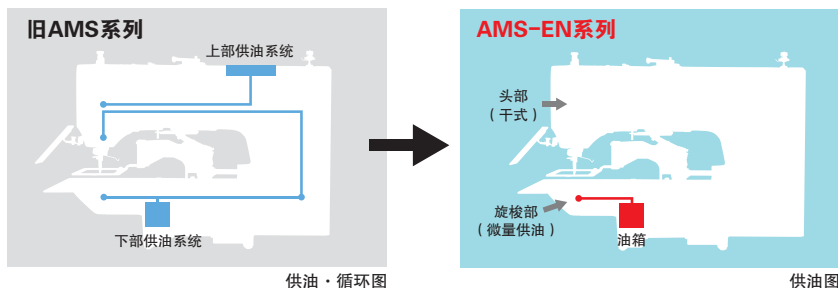 旧AMS系列
上部供油系统
下部供油系统
供油・循环图
AMS-EN系列
头部
（干式）
旋梭部
（微量供油）
油箱
供油图